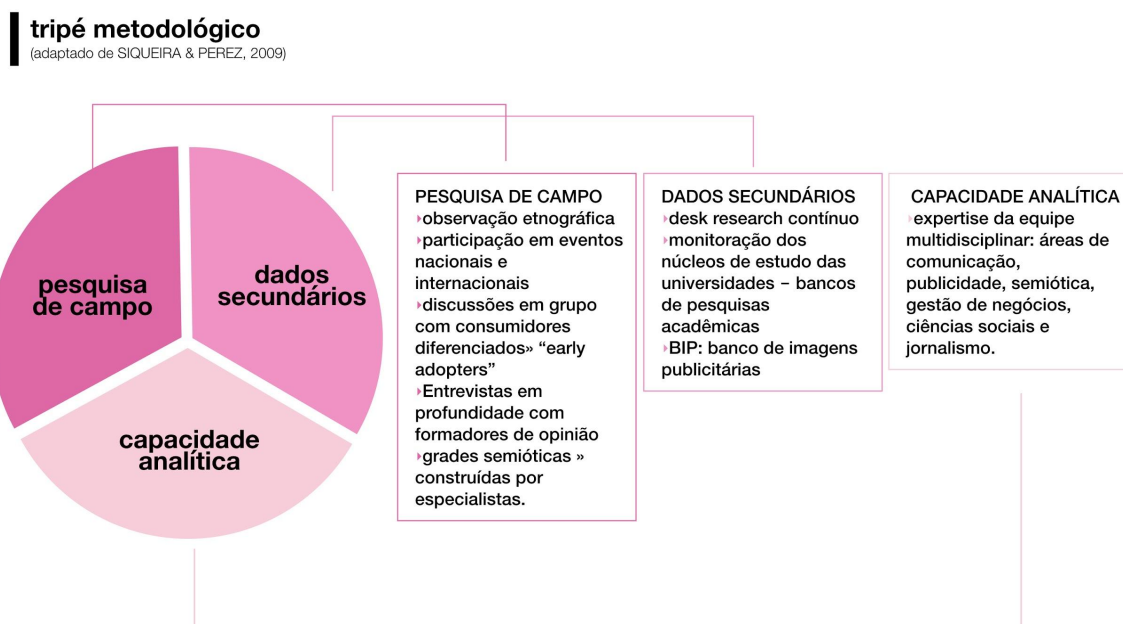 tripé metodológico
(adaptado de SIQUEIRA & PEREZ, 2009)
pesquisa
de campo
dados
secundários
capacidade
analítica
PESQUISA DE CAMPO
▸observação etnográfica
▸participação em eventos
nacionais e
internacionais
▸discussões em grupo
com consumidores
diferenciados» “early
adopters”
▸Entrevistas em
profundidade com
formadores de opinião
▸grades semióticas »
construídas por
especialistas.
DADOS SECUNDÁRIOS
▸desk research contínuo
▸monitoração dos
núcleos de estudo das
universidades – bancos
de pesquisas
acadêmicas
▸BIP: banco de imagens
publicitárias
CAPACIDADE ANALÍTICA
▸expertise da equipe
multidisciplinar: áreas de
comunicação,
publicidade, semiótica,
gestão de negócios,
ciências sociais e
jornalismo.